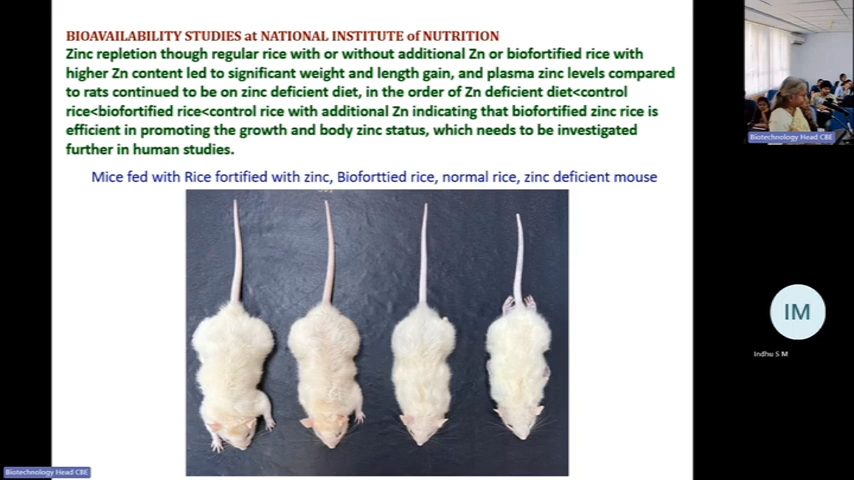 BIOAVAILABILITY STUDIES at NATIONAL INSTITUTE of NUTRITION
Zinc repletion though regular rice with or without additional Zn or biofortified rice with
higher Zn content led to significant weight and length gain, and plasma zinc levels compared
to rats continued to be on zinc deficient diet, in the order of Zn deficient diet<control
rice<biofortified rice<control rice with additional Zn indicating that biofortified zinc rice is
efficient in promoting the growth and body zinc status, which needs to be investigated
further in human studies.
Mice fed with Rice fortified with zinc, Bioforttied rice, normal rice, zinc deficient mouse
Biotechnology Head CBE
IM
Indhu S M
Biotechnology Head CBE